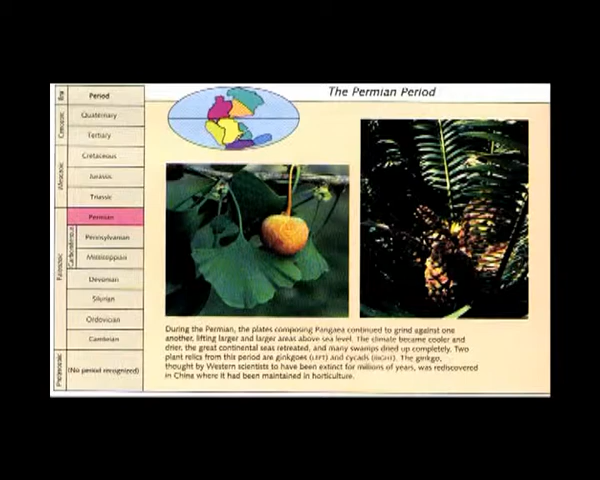 The Permian Period
Era
Period
Cenozoic
Quaternary
Tertiary
Mesozoic
Cretaceous
Jurassic
Triassic
Paleozoic
Permian
Carboniferous
Pennsylvanian
Mississippian
Devonian
Silurian
Ordovician
Cambrian
Proterozoic
(No period recognized)
During the Permian, the plates composing Pangaea continued to grind against one
another, lifting larger and larger areas above sea level. The climate became cooler and
drier, the great continental seas retreated, and many swamps dried up completely. Two
plant relics from this period are ginkgoes (LEFT) and cycads (RIGHT). The ginkgo,
thought by Western scientists to have been extinct for millions of years, was rediscovered
in China where it had been maintained in horticulture.